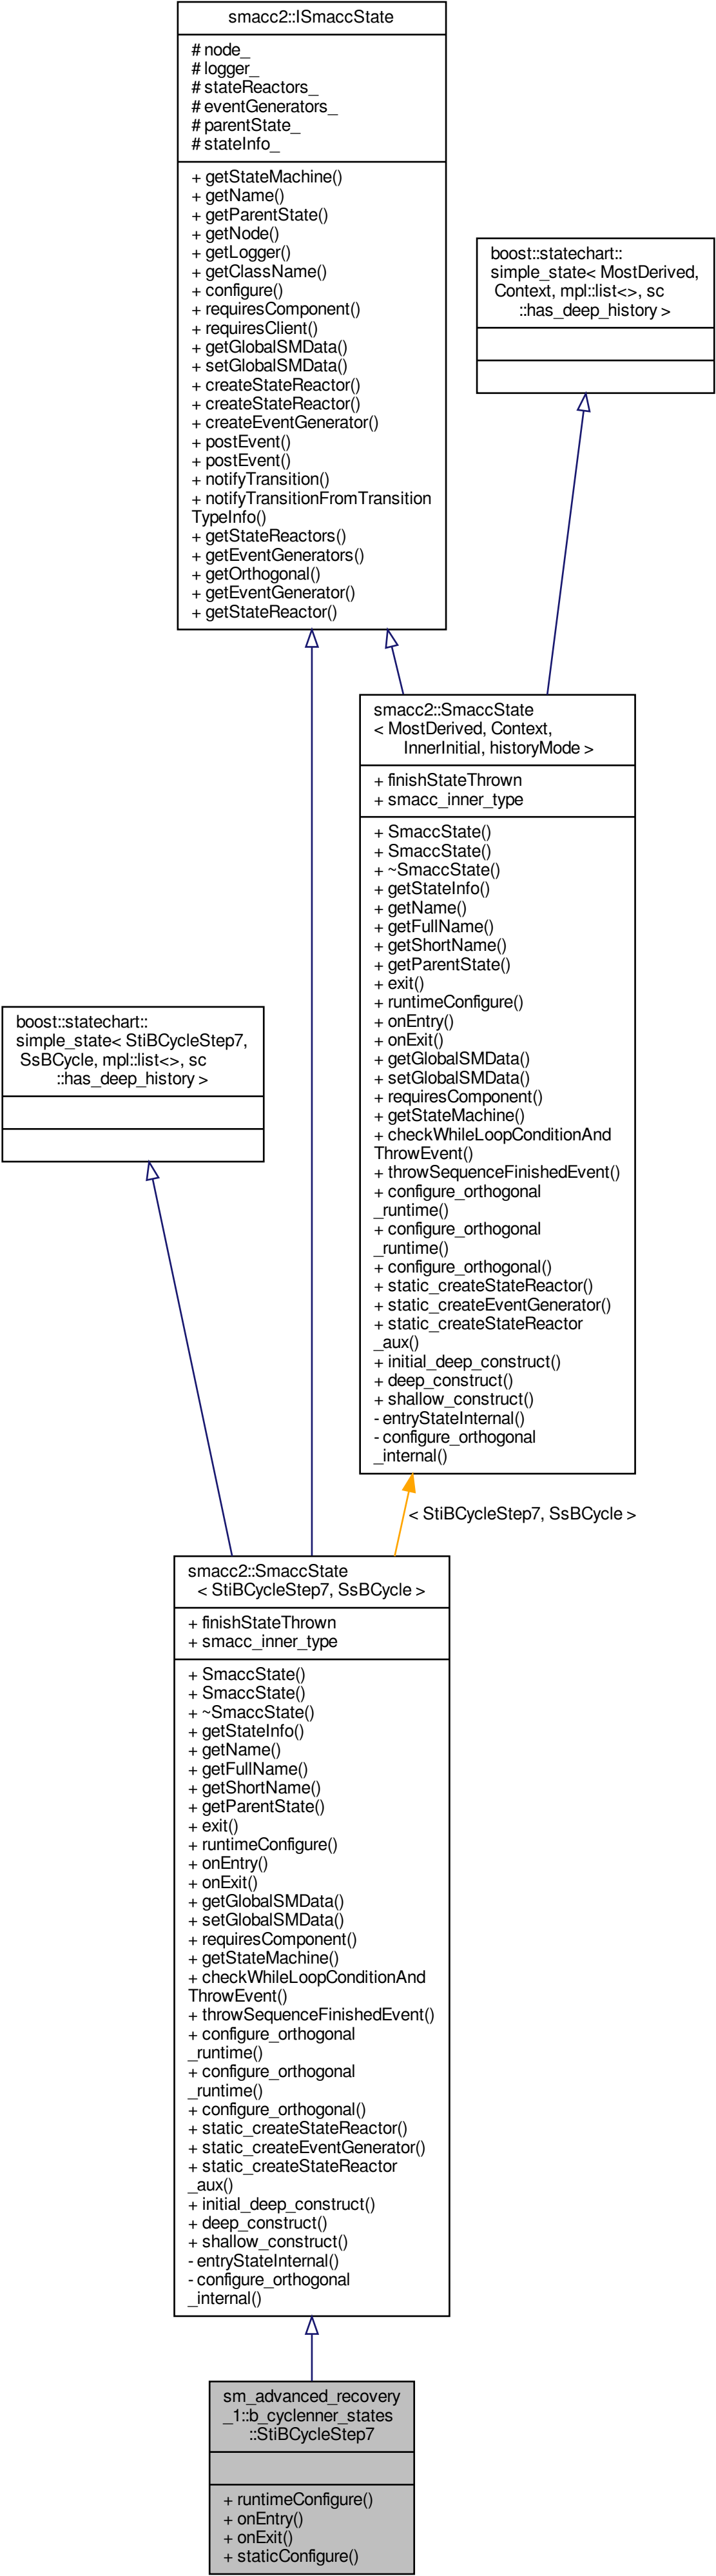 smacc2::ISmaccState
# node_
# logger_
# stateReactors_
# eventGenerators_
# parentState_
# stateInfo_
+ getStateMachine()
+ getName()
+ getParentState()
+ getNode()
+ getLogger()
+ getClassName()
+ configure()
+ requiresComponent()
+ requiresClient()
+ getGlobalSMData()
+ setGlobalSMData()
+ createStateReactor()
+ createStateReactor()
+ createEventGenerator()
+ postEvent()
+ postEvent()
+ notifyTransition()
+ notifyTransitionFromTransition
TypeInfo()
+ getStateReactors()
+ getEventGenerators()
+ getOrthogonal()
+ getEventGenerator()
+ getStateReactor()
boost::statechart::
simple_state< MostDerived,
Context, mpl::list<>, sc
::has_deep_history >
smacc2::SmaccState
< MostDerived, Context,
InnerInitial, historyMode >
+ finishStateThrown
+ smacc_inner_type
+ SmaccState()
+ SmaccState()
+ ~SmaccState()
+ getStateInfo()
+ getName()
+ getFullName()
+ getShortName()
+ getParentState()
+ exit()
+ runtimeConfigure()
+ onEntry()
+ onExit()
+ getGlobalSMData()
+ setGlobalSMData()
+ requiresComponent()
+ getStateMachine()
+ checkWhileLoopConditionAnd
ThrowEvent()
+ throwSequenceFinishedEvent()
+ configure_orthogonal
_runtime()
+ configure_orthogonal
_runtime()
+ configure_orthogonal()
+ static_createStateReactor()
+ static_createEventGenerator()
+ static_createStateReactor
_aux()
+ initial_deep_construct()
+ deep_construct()
+ shallow_construct()
- entryStateInternal()
- configure_orthogonal
_internal()
boost::statechart::
simple_state< StiBCycleStep7,
SsBCycle, mpl::list<>, sc
::has_deep_history >
< StiBCycleStep7, SsBCycle >
smacc2::SmaccState
< StiBCycleStep7, SsBCycle >
+ finishStateThrown
+ smacc_inner_type
+ SmaccState()
+ SmaccState()
+ ~SmaccState()
+ getStateInfo()
+ getName()
+ getFullName()
+ getShortName()
+ getParentState()
+ exit()
+ runtimeConfigure()
+ onEntry()
+ onExit()
+ getGlobalSMData()
+ setGlobalSMData()
+ requiresComponent()
+ getStateMachine()
+ checkWhileLoopConditionAnd
ThrowEvent()
+ throwSequenceFinishedEvent()
+ configure_orthogonal
_runtime()
+ configure_orthogonal
_runtime()
+ configure_orthogonal()
+ static_createStateReactor()
+ static_createEventGenerator()
+ static_createStateReactor
_aux()
+ initial_deep_construct()
+ deep_construct()
+ shallow_construct()
- entryStateInternal()
- configure_orthogonal
_internal()
sm_advanced_recovery
_1::b_cyclenner_states
::StiBCycleStep7
+ runtimeConfigure()
+ onEntry()
+ onExit()
+ staticConfigure()